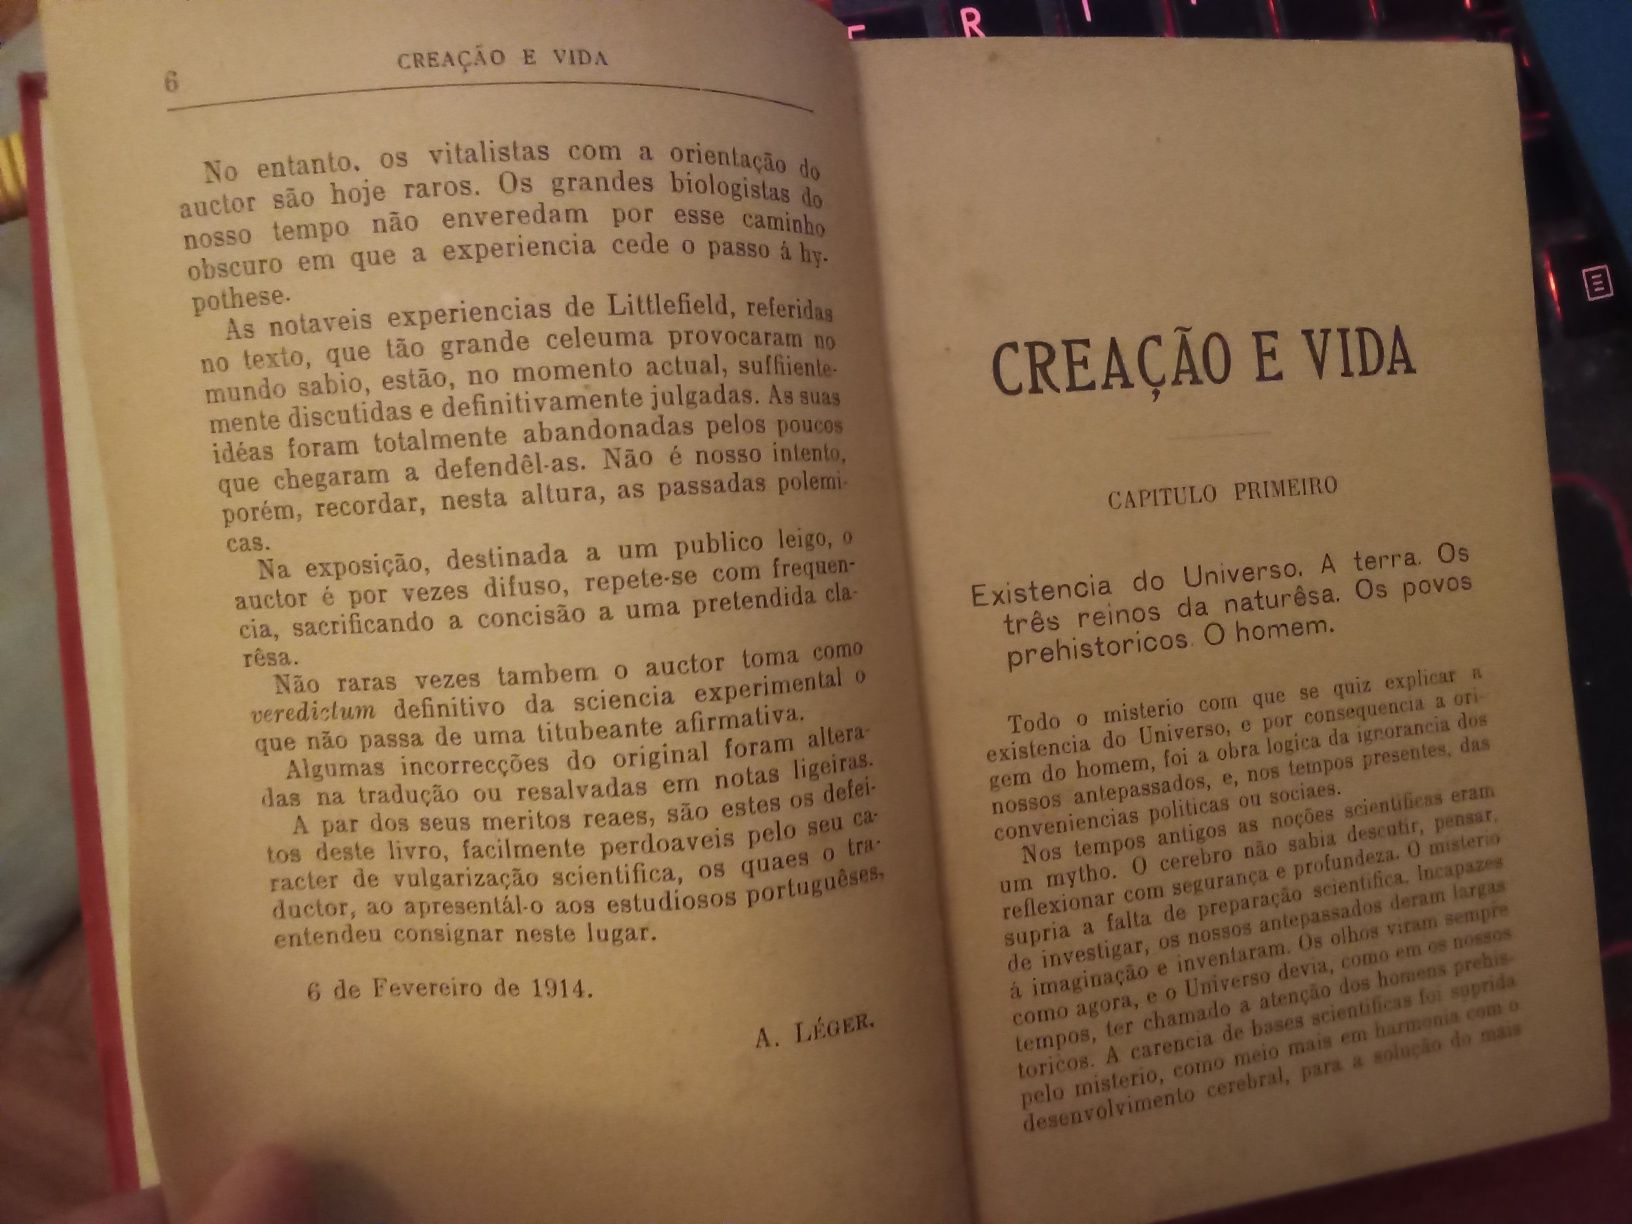 E R T
6
CREAÇÃO E VIDA
No entanto, os vitalistas com a orientação do
auctor são hoje raros. Os grandes biologistas do
nosso tempo não enveredam por esse caminho
obscuro em que a experiencia cede o passo á hy-
pothese.
As notaveis experiencias de Littlefield, referidas
no texto, que tão grande celeuma provocaram no
mundo sabio, estão, no momento actual, suffiiente-
mente discutidas e definitivamente julgadas. As suas
idéas foram totalmente abandonadas pelos poucos
que chegaram a defendêl-as. Não é nosso intento,
porém, recordar, nesta altura, as passadas polemi-
cas.
Na exposição, destinada a um publico leigo, o
auctor é por vezes difuso, repete-se com frequen-
cia, sacrificando a concisão a uma pretendida cla-
rêsa.
Não raras vezes tambem o auctor toma como
veredictum definitivo da sciencia experimental o
que não passa de uma titubeante afirmativa.
Algumas incorrecções do original foram altera-
das na tradução ou resalvadas em notas ligeiras.
A par dos seus meritos reaes, são estes os defei-
tos deste livro, facilmente perdoaveis pelo seu ca-
racter de vulgarização scientifica, os quaes o tra-
ductor, ao apresentál-o aos estudiosos portuguêses,
entendeu consignar neste lugar.
6 de Fevereiro de 1914.
A. LÉGER.
CREAÇÃO E VIDA
CAPITULO PRIMEIRO
Existencia do Universo. A terra. Os
três reinos da naturêsa. Os povos
prehistoricos. O homem.
Todo o misterio com que se quiz explicar a
existencia do Universo, e por consequencia a ori-
gem do homem, foi a obra logica da ignorancia dos
nossos antepassados, e, nos tempos presentes, das
conveniencias politicas ou sociaes.
Nos tempos antigos as noções scientificas eram
um mytho. O cerebro não sabia descutir, pensar,
reflexionar com segurança e profundeza. O misterio
supria a falta de preparação scientifica. Incapazes
de investigar, os nossos antepassados deram largas
á imaginação e inventaram. Os olhos viram sempre
como agora, e o Universo devia, como em os nossos
tempos, ter chamado a atenção dos homens prehis-
toricos. A carencia de bases scientificas foi suprida
pelo misterio, como meio mais em harmonia com o
desenvolvimento cerebral, para a solução do mais